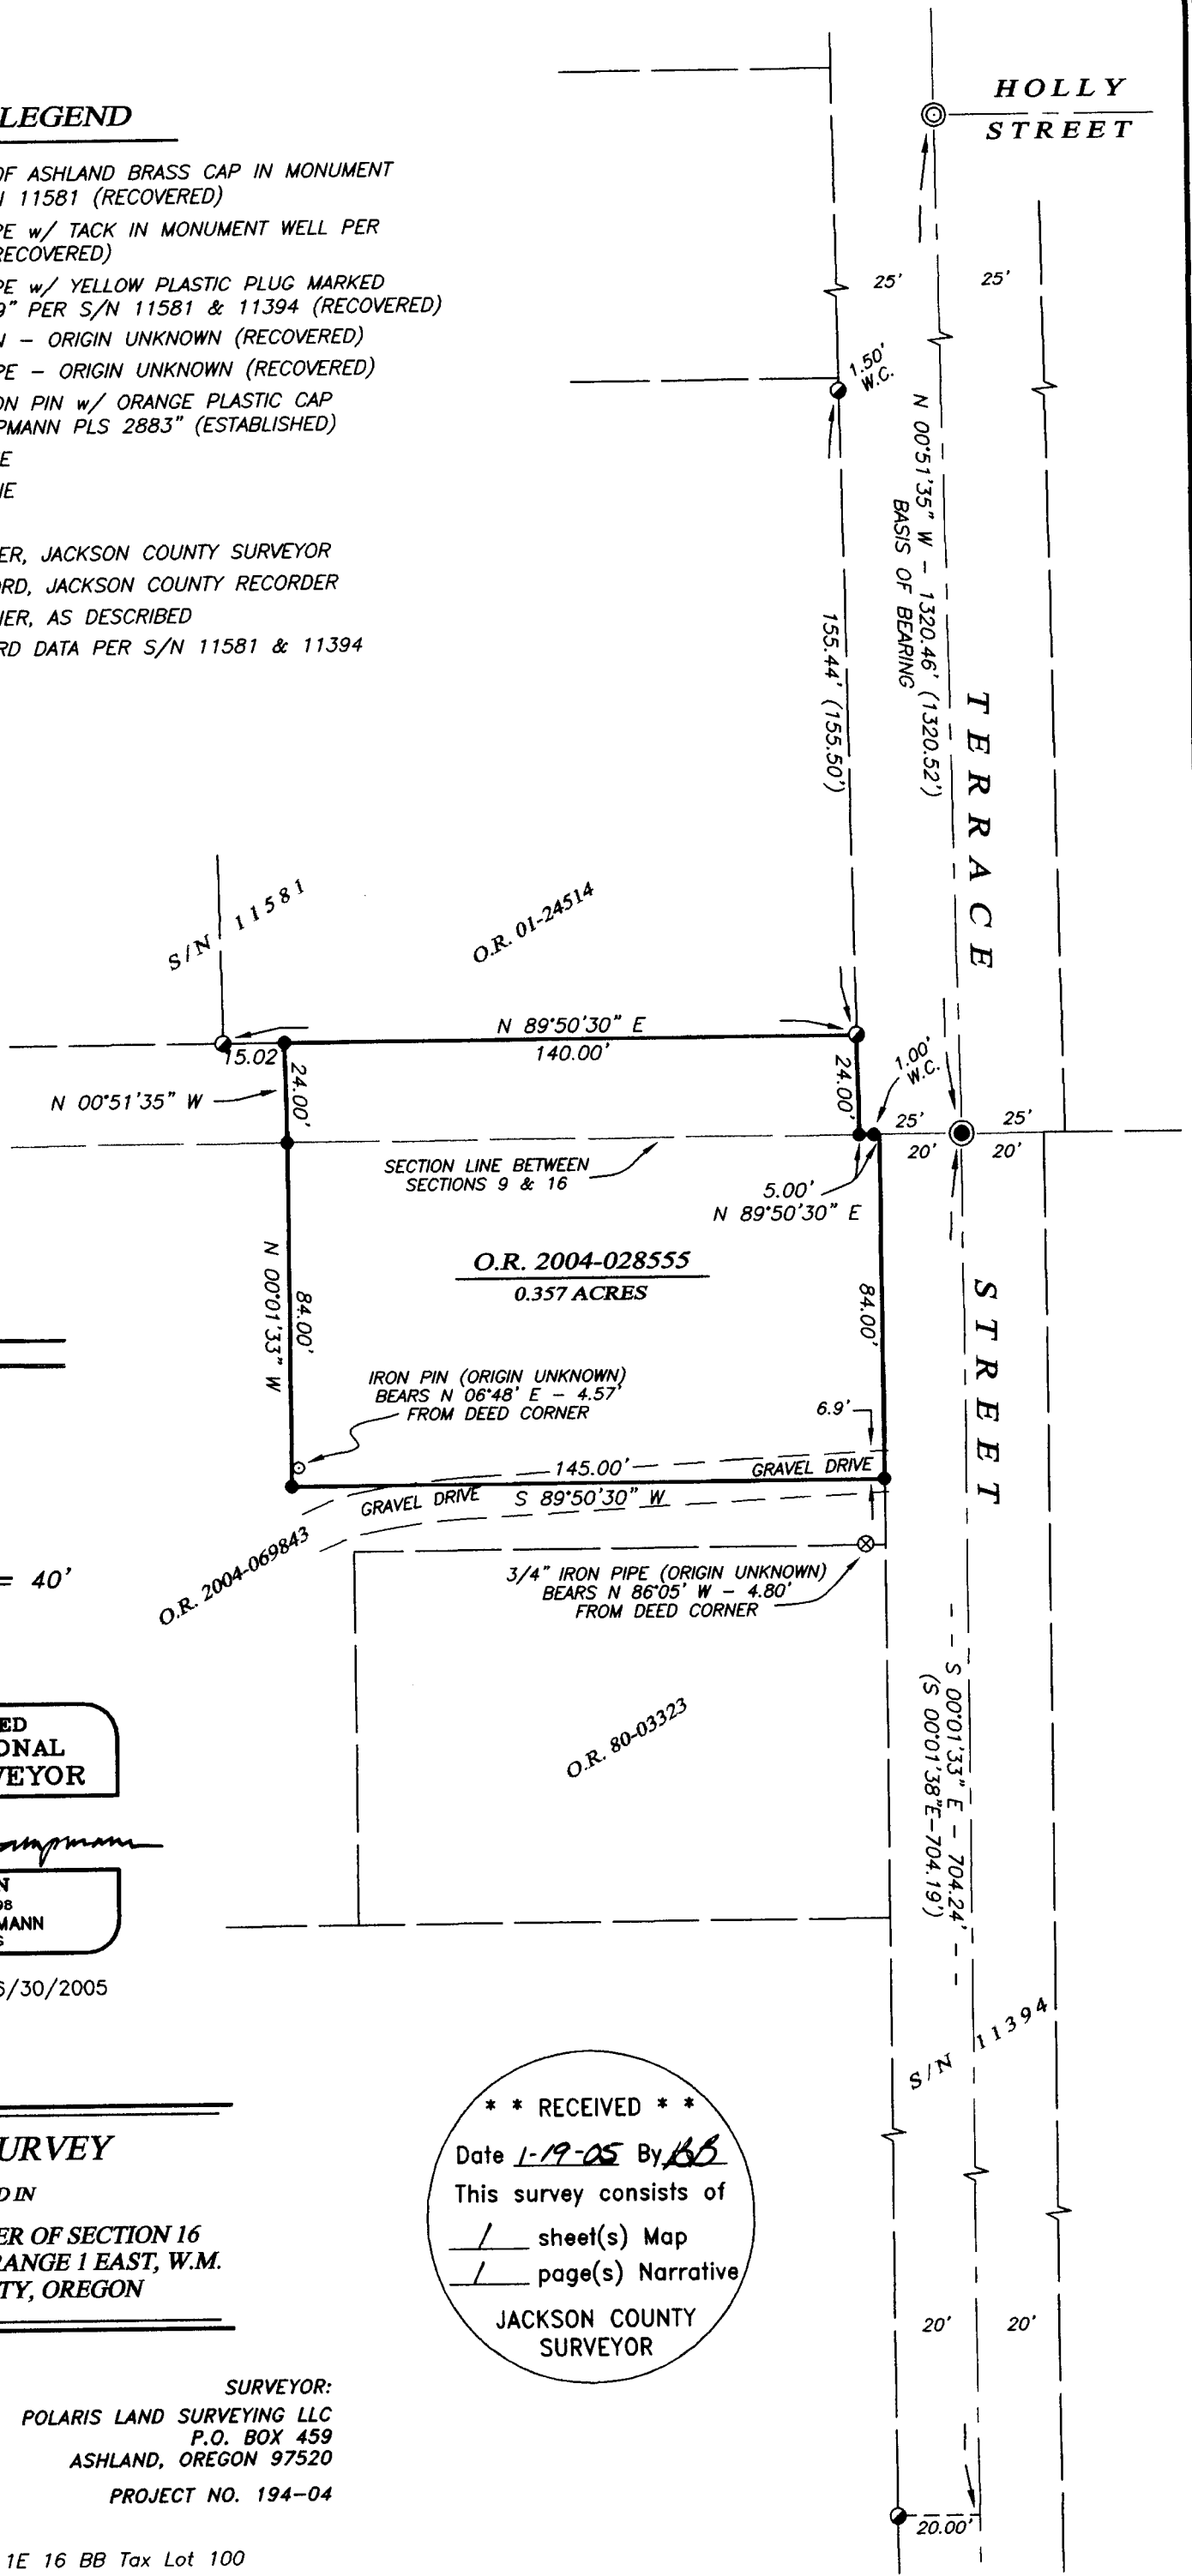 HOLLY
STREET
LEGEND
OF ASHLAND BRASS CAP IN MONUMENT
11581 (RECOVERED)
PE w/ TACK IN MONUMENT WELL PER
RECOVERED)
PE w/ YELLOW PLASTIC PLUG MARKED
9" PER S/N 11581 & 11394 (RECOVERED)
N – ORIGIN UNKNOWN (RECOVERED)
PE – ORIGIN UNKNOWN (RECOVERED)
ON PIN w/ ORANGE PLASTIC CAP
PMANN PLS 2883" (ESTABLISHED)
E
NE
ER, JACKSON COUNTY SURVEYOR
ORD, JACKSON COUNTY RECORDER
IER, AS DESCRIBED
RD DATA PER S/N 11581 & 11394
25'
25'
1.50'
W.C.
N 00°51'35" W – 1320.46' (1320.52')
BASIS OF BEARING
155.44' (155.50')
TERRACE
S/N 11581
O.R. 01-24514
N 89°50'30" E
140.00'
15.02
24.00'
24.00'
N 00°51'35" W
1.00'
W.C.
25'
25'
20'
20'
SECTION LINE BETWEEN
SECTIONS 9 & 16
5.00'
N 89°50'30" E
O.R. 2004-028555
0.357 ACRES
N 00°01'33" W
84.00'
84.00'
STREET
IRON PIN (ORIGIN UNKNOWN)
BEARS N 06°48' E – 4.57'
FROM DEED CORNER
6.9'
145.00'
GRAVEL DRIVE
GRAVEL DRIVE
S 89°50'30" W
O.R. 2004-069843
3/4" IRON PIPE (ORIGIN UNKNOWN)
BEARS N 86°05' W – 4.80'
FROM DEED CORNER
= 40'
O.R. 80-03323
S 00°01'33" E – 704.24'
(S 00°01'38"E–704.19')
ED
ONAL
VEYOR
N
98
MANN
S
6/30/2005
S/N 11394
* * RECEIVED * *
Date 1-19-05 By BB
This survey consists of
1 sheet(s) Map
1 page(s) Narrative
JACKSON COUNTY
SURVEYOR
URVEY
D IN
ER OF SECTION 16
RANGE 1 EAST, W.M.
TY, OREGON
20'
20'
SURVEYOR:
POLARIS LAND SURVEYING LLC
P.O. BOX 459
ASHLAND, OREGON 97520
PROJECT NO. 194–04
20.00'
1E 16 BB Tax Lot 100